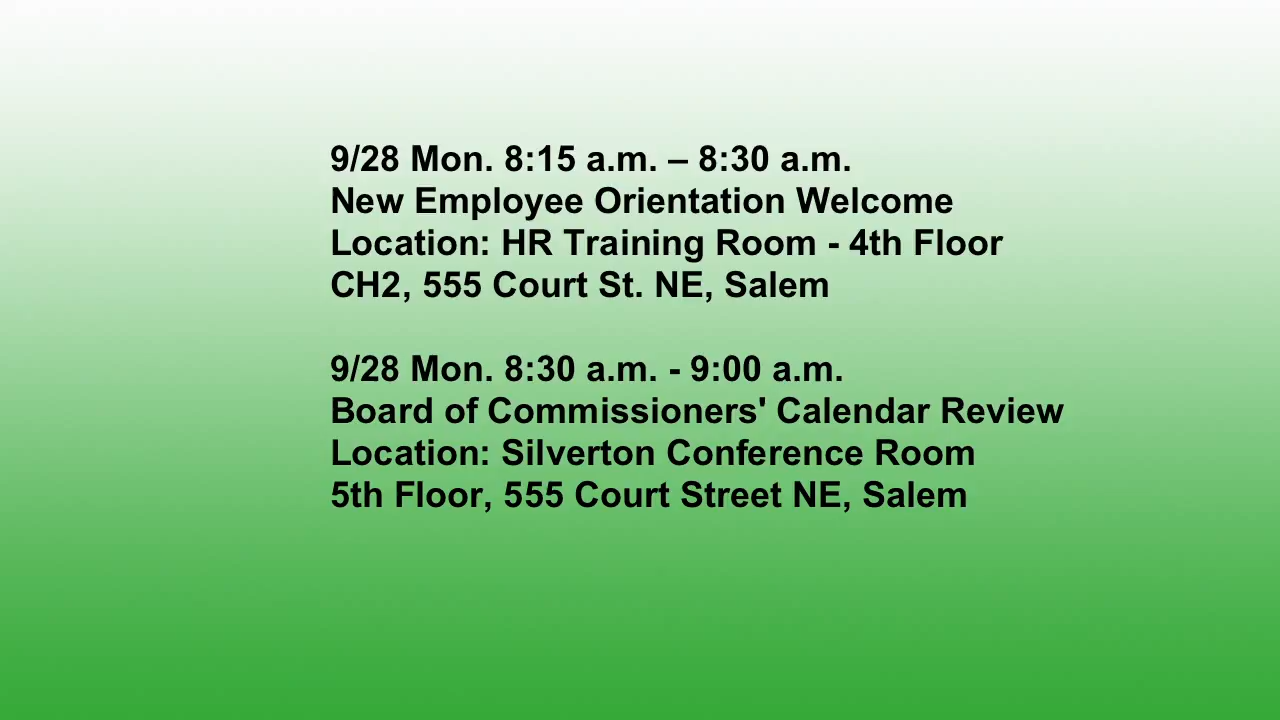 9/28 Mon. 8:15 a.m. – 8:30 a.m.
New Employee Orientation Welcome
Location: HR Training Room - 4th Floor
CH2, 555 Court St. NE, Salem
9/28 Mon. 8:30 a.m. - 9:00 a.m.
Board of Commissioners' Calendar Review
Location: Silverton Conference Room
5th Floor, 555 Court Street NE, Salem